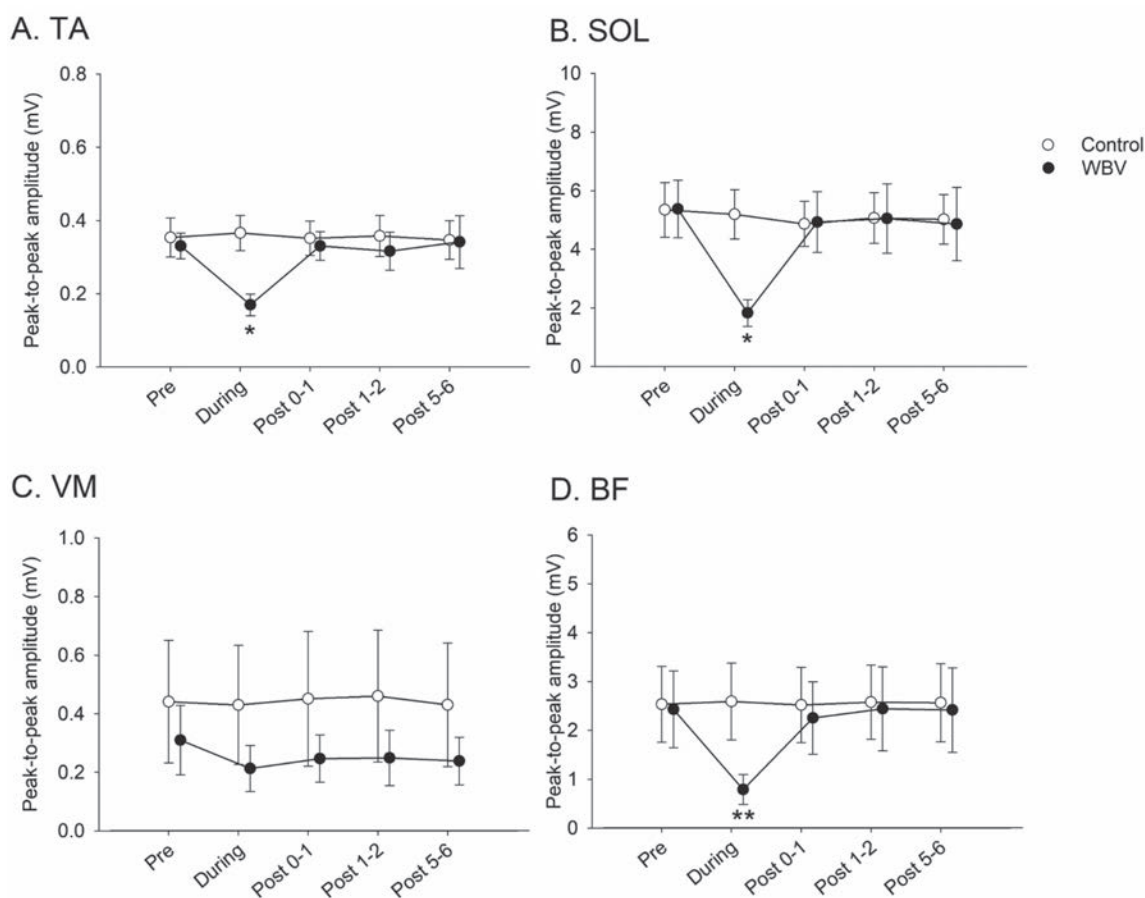 A. TA
Peak-to-peak amplitude (mV)
0.8
0.6
0.4
0.2
0.0
*
Pre
During
Post 0-1
Post 1-2
Post 5-6
B. SOL
Peak-to-peak amplitude (mV)
10
8
6
4
2
0
*
Pre
During
Post 0-1
Post 1-2
Post 5-6
Control
WBV
C. VM
Peak-to-peak amplitude (mV)
1.0
0.8
0.6
0.4
0.2
0.0
Pre
During
Post 0-1
Post 1-2
Post 5-6
D. BF
Peak-to-peak amplitude (mV)
6
5
4
3
2
1
0
**
Pre
During
Post 0-1
Post 1-2
Post 5-6